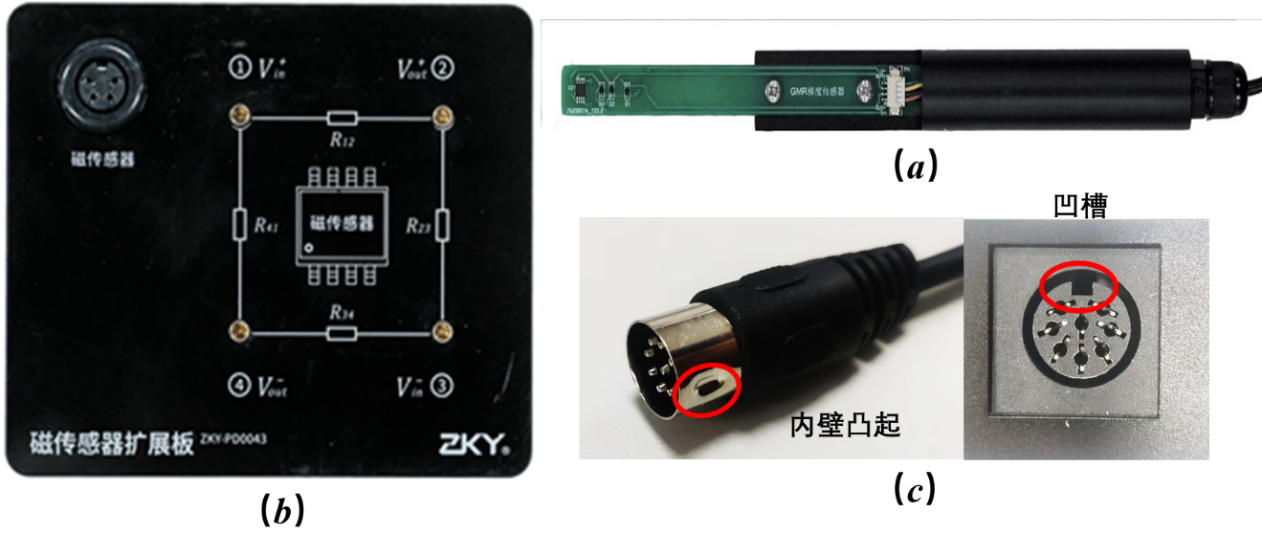 ① V⁺in
V⁺out ②
磁传感器
R12
R41
磁传感器
R23
R34
④ V⁻out
V⁻in ③
磁传感器扩展板 ZKY-PD0043
ZKY®
(b)
GMR梯度传感器
(a)
凹槽
内壁凸起
(c)